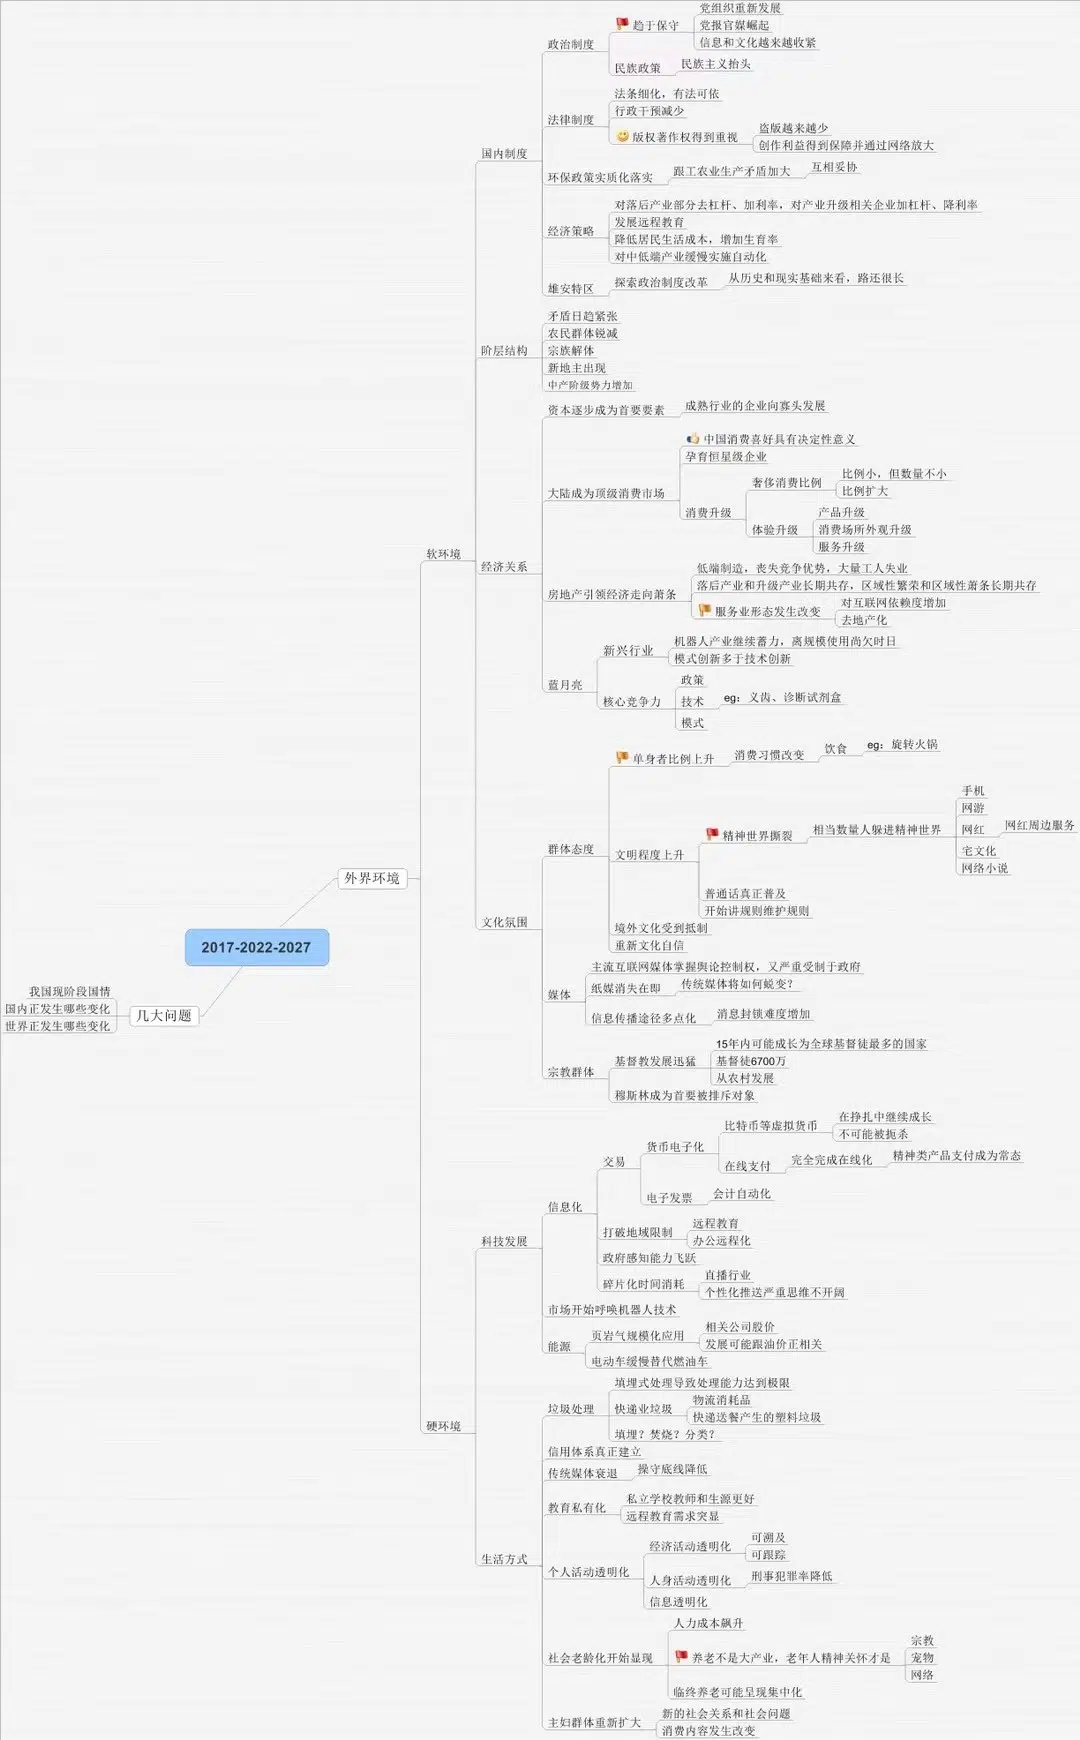 党组织重新发展
趋于保守
党报官媒崛起
政治制度
信息和文化越来越收紧
民族政策
民族主义抬头
法条细化，有法可依
行政干预减少
法律制度
盗版越来越少
版权著作权得到重视
创作利益得到保障并通过网络放大
国内制度
环保政策实质化落实
跟工农业生产矛盾加大
互相妥协
对落后产业部分去杠杆、加利率，对产业升级相关企业加杠杆、降利率
发展远程教育
经济策略
降低居民生活成本，增加生育率
对中低端产业缓慢实施自动化
雄安特区
探索政治制度改革
从历史和现实基础来看，路还很长
矛盾日趋紧张
农民群体锐减
阶层结构
宗族解体
新地主出现
中产阶级势力增加
资本逐步成为首要要素
成熟行业的企业向寡头发展
中国消费喜好具有决定性意义
孕育恒星级企业
大陆成为顶级消费市场
奢侈消费比例
比例小，但数量不小
比例扩大
消费升级
产品升级
体验升级
消费场所外观升级
服务升级
软环境
经济关系
低端制造，丧失竞争优势，大量工人失业
房地产引领经济走向萧条
落后产业和升级产业长期共存，区域性繁荣和区域性萧条长期共存
服务业形态发生改变
对互联网依赖度增加
去地产化
新兴行业
机器人产业继续蓄力，离规模使用尚欠时日
模式创新多于技术创新
蓝月亮
政策
核心竞争力
技术
eg：义齿、诊断试剂盒
模式
单身者比例上升
消费习惯改变
饮食
eg：旋转火锅
手机
网游
群体态度
文明程度上升
精神世界撕裂
相当数量人躲进精神世界
网红
网红周边服务
宅文化
网络小说
普通话真正普及
开始讲规则维护规则
外界环境
文化氛围
境外文化受到抵制
重新文化自信
主流互联网媒体掌握舆论控制权，又严重受制于政府
媒体
纸媒消失在即
传统媒体将如何蜕变？
信息传播途径多点化
消息封锁难度增加
2017-2022-2027
我国现阶段国情
国内正发生哪些变化
几大问题
世界正发生哪些变化
15年内可能成长为全球基督徒最多的国家
基督教发展迅猛
基督徒6700万
宗教群体
从农村发展
穆斯林成为首要被排斥对象
比特币等虚拟货币
在挣扎中继续成长
不可能被扼杀
货币电子化
交易
在线支付
完全完成在线化
精神类产品支付成为常态
电子发票
会计自动化
信息化
打破地域限制
远程教育
办公远程化
科技发展
政府感知能力飞跃
碎片化时间消耗
直播行业
个性化推送严重思维不开阔
市场开始呼唤机器人技术
能源
页岩气规模化应用
相关公司股价
发展可能跟油价正相关
电动车缓慢替代燃油车
填埋式处理导致处理能力达到极限
垃圾处理
快递业垃圾
物流消耗品
快递送餐产生的塑料垃圾
硬环境
填埋？焚烧？分类？
信用体系真正建立
传统媒体衰退
操守底线降低
教育私有化
私立学校教师和生源更好
远程教育需求突显
生活方式
经济活动透明化
可溯及
可跟踪
个人活动透明化
人身活动透明化
刑事犯罪率降低
信息透明化
人力成本飙升
社会老龄化开始显现
养老不是大产业，老年人精神关怀才是
宗教
宠物
网络
临终养老可能呈现集中化
主妇群体重新扩大
新的社会关系和社会问题
消费内容发生改变